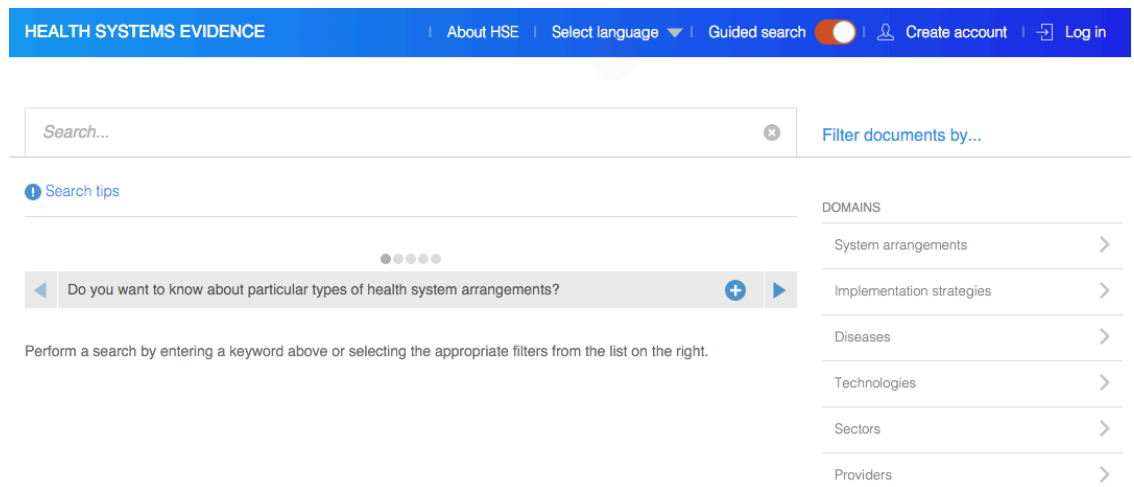 HEALTH SYSTEMS EVIDENCE
About HSE
Select language
Guided search
Create account
Log in
Search...
Filter documents by...
Search tips
DOMAINS
System arrangements
Do you want to know about particular types of health system arrangements?
Implementation strategies
Perform a search by entering a keyword above or selecting the appropriate filters from the list on the right.
Diseases
Technologies
Sectors
Providers